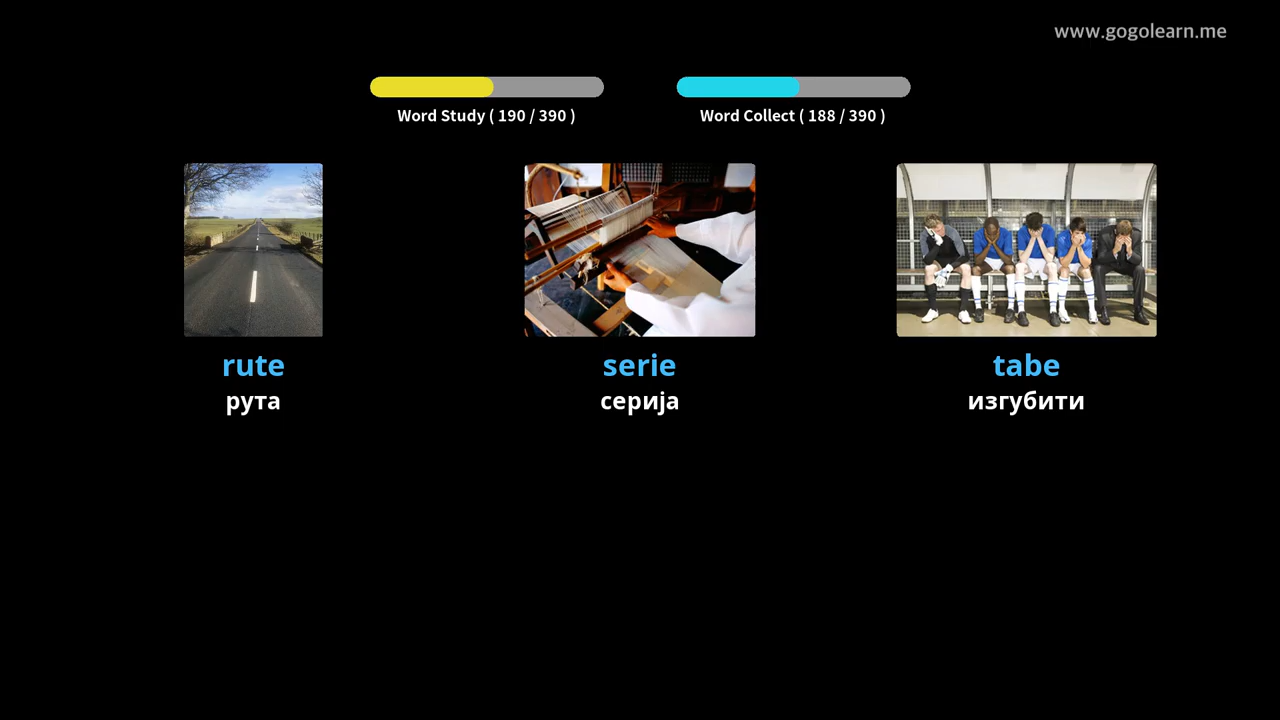 www.gogolearn.me
Word Study ( 190 / 390 )
Word Collect ( 188 / 390 )
rute
рута
serie
серија
tabe
изгубити